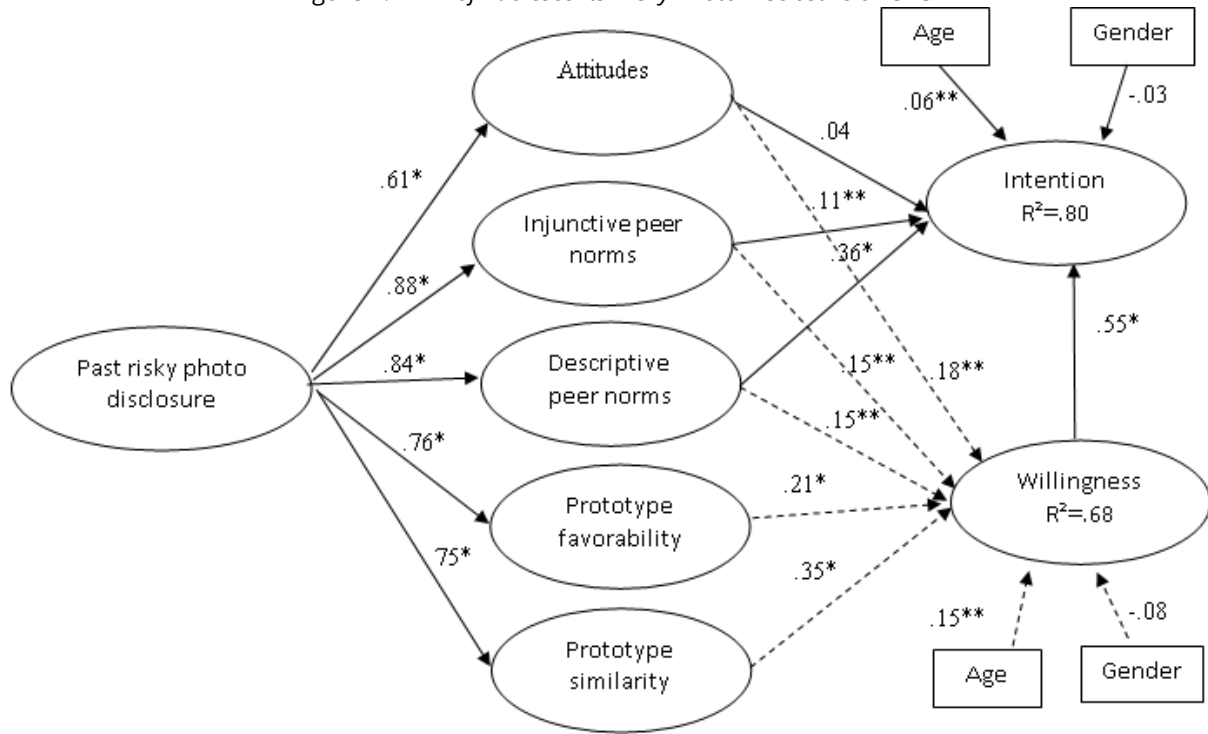 Age
Gender
Attitudes
.06**
-.03
.04
.61*
Intention
R²=.80
.11**
Injunctive peer
norms
.36*
.88*
.55*
Past risky photo
disclosure
.84*
Descriptive
peer norms
.15**
.18**
.15**
.76*
.21*
Willingness
R²=.68
Prototype
favorability
.75*
.35*
.15**
-.08
Prototype
similarity
Age
Gender